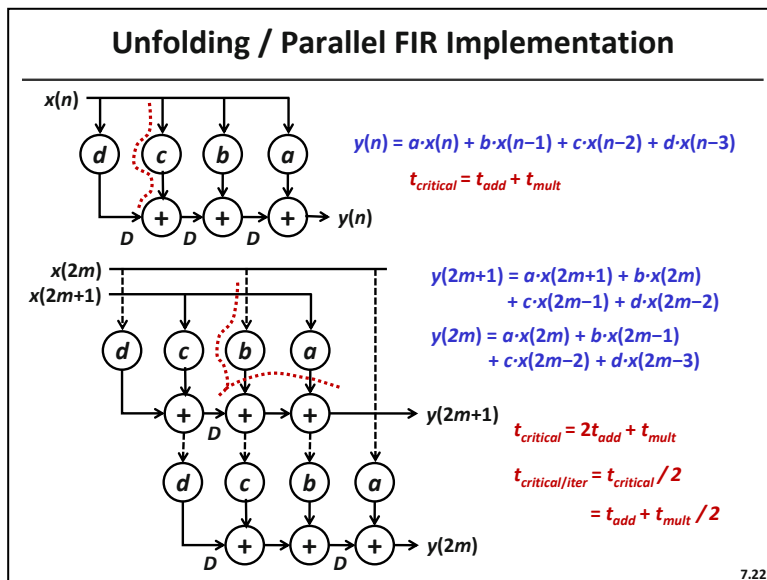 Unfolding / Parallel FIR Implementation
x(n)
d c b a
y(n) = a·x(n) + b·x(n−1) + c·x(n−2) + d·x(n−3)
t_critical = t_add + t_mult
+ + + y(n)
D D D
x(2m)
x(2m+1)
y(2m+1) = a·x(2m+1) + b·x(2m)
+ c·x(2m−1) + d·x(2m−2)
y(2m) = a·x(2m) + b·x(2m−1)
+ c·x(2m−2) + d·x(2m−3)
d c b a
+ + + y(2m+1)
D
t_critical = 2t_add + t_mult
d c b a
t_critical/iter = t_critical / 2
= t_add + t_mult / 2
+ + + y(2m)
D D
7.22